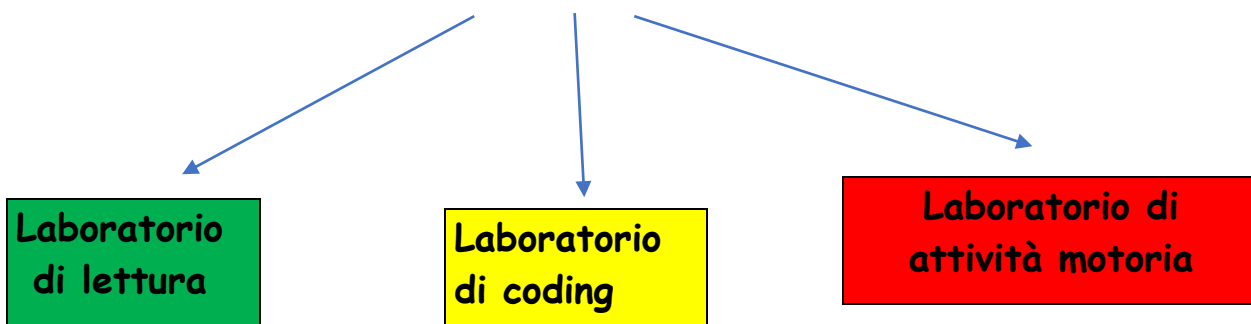 Laboratorio
di lettura
Laboratorio
di coding
Laboratorio di
attività motoria